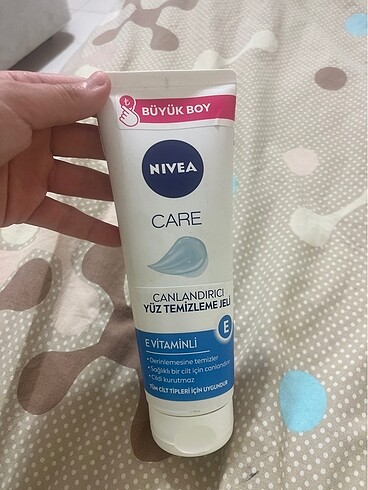 BÜYÜK BOY
NIVEA
CARE
CANLANDIRICI
YÜZ TEMİZLEME JELİ
E
E VİTAMİNLİ
• Derinlemesine temizler
• Sağlıklı bir cilt için canlandırır
• Cildi kurutmaz
TÜM CİLT TİPLERİ İÇİN UYGUNDUR